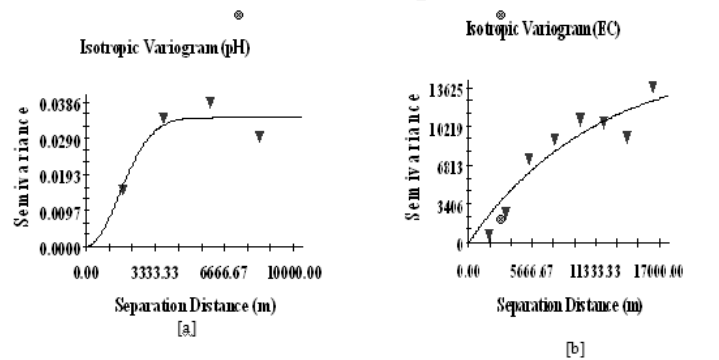 Isotropic Variogram (pH)
Semivariance
0.0386
0.0290
0.0193
0.0097
0.0000
0.00 3333.33 6666.67 10000.00
Separation Distance (m)
[a]
Isotropic Variogram (EC)
Semivariance
13625
10219
6813
3406
0
0.00 5666.67 11333.33 17000.00
Separation Distance (m)
[b]